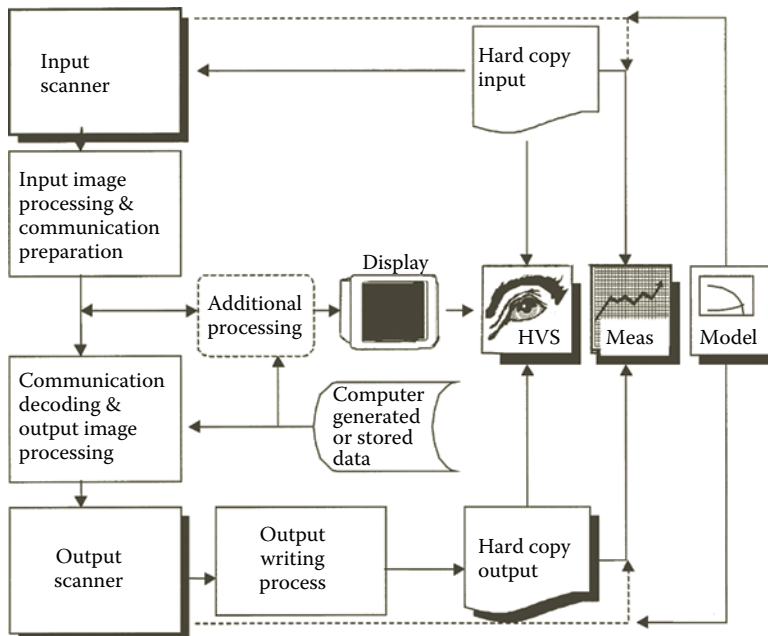 Input
scanner
Hard copy
input
Input image
processing &
communication
preparation
Display
Additional
processing
HVS
Meas
Model
Communication
decoding &
output image
processing
Computer
generated
or stored
data
Output
scanner
Output
writing
process
Hard copy
output